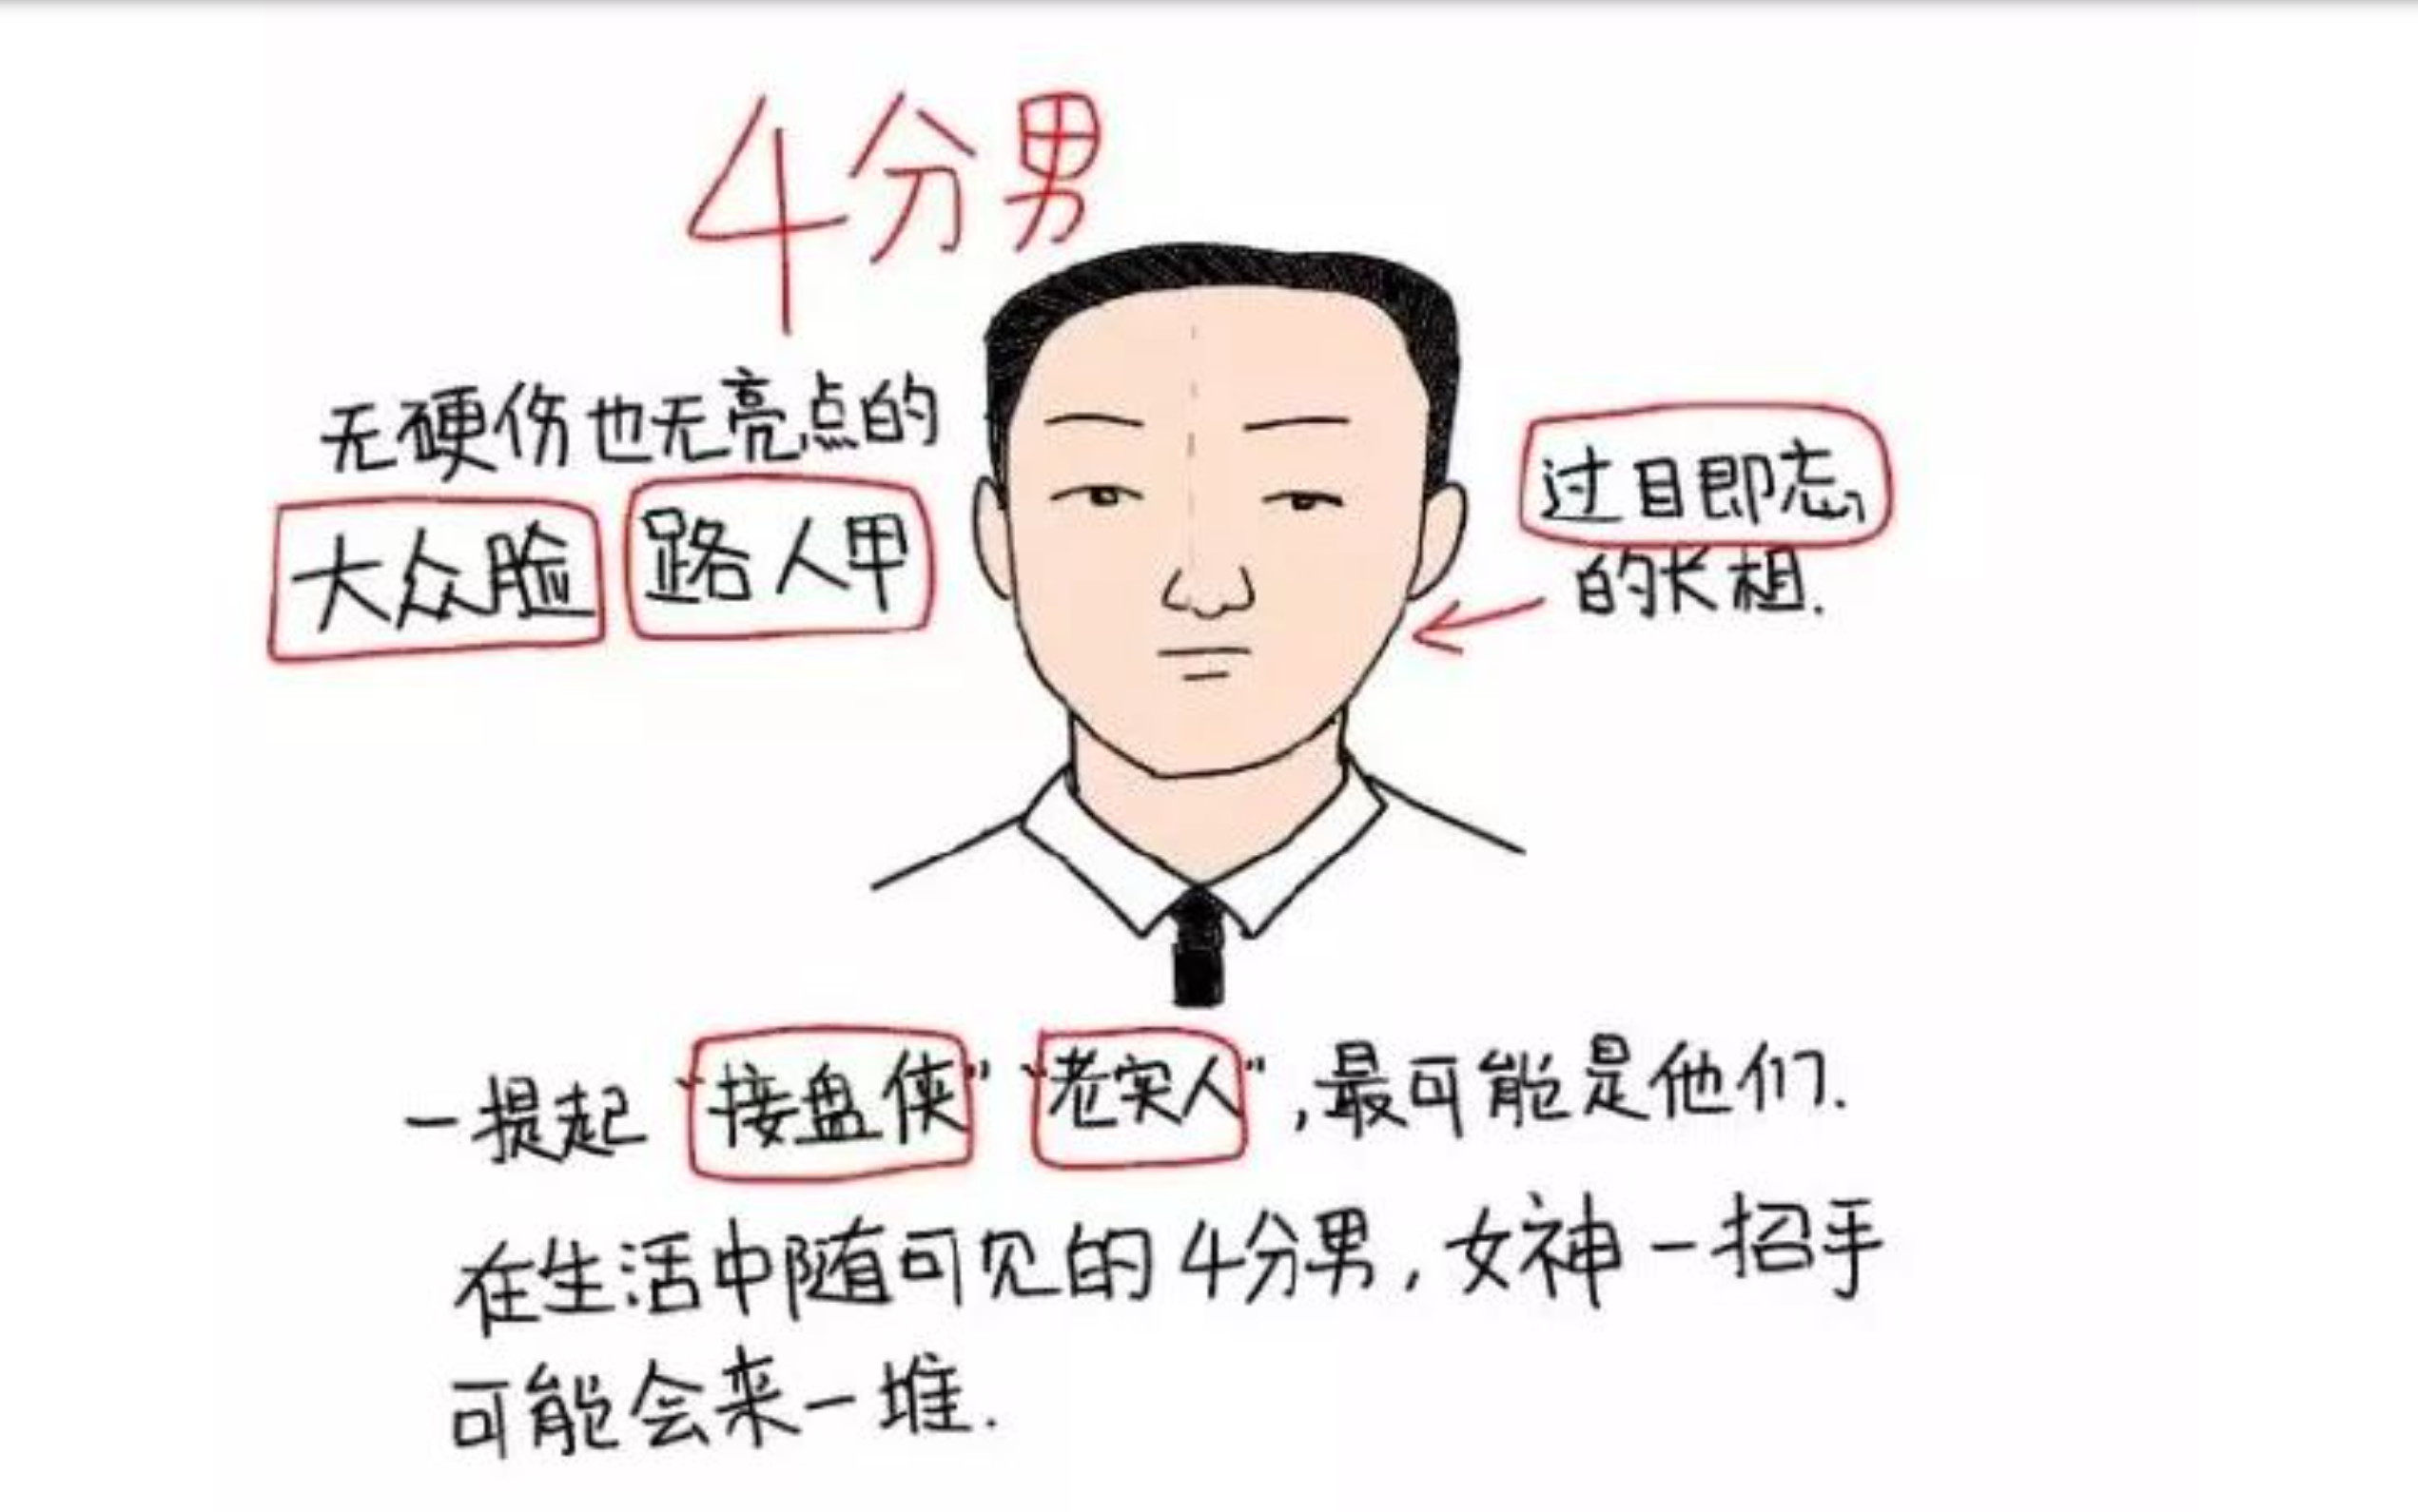 4分男
无硬伤也无亮点的
大众脸 路人甲
过目即忘
的长相.
一提起“接盘侠”“老实人”,最可能是他们.
在生活中随可见的4分男,女神一招手
可能会来一堆.